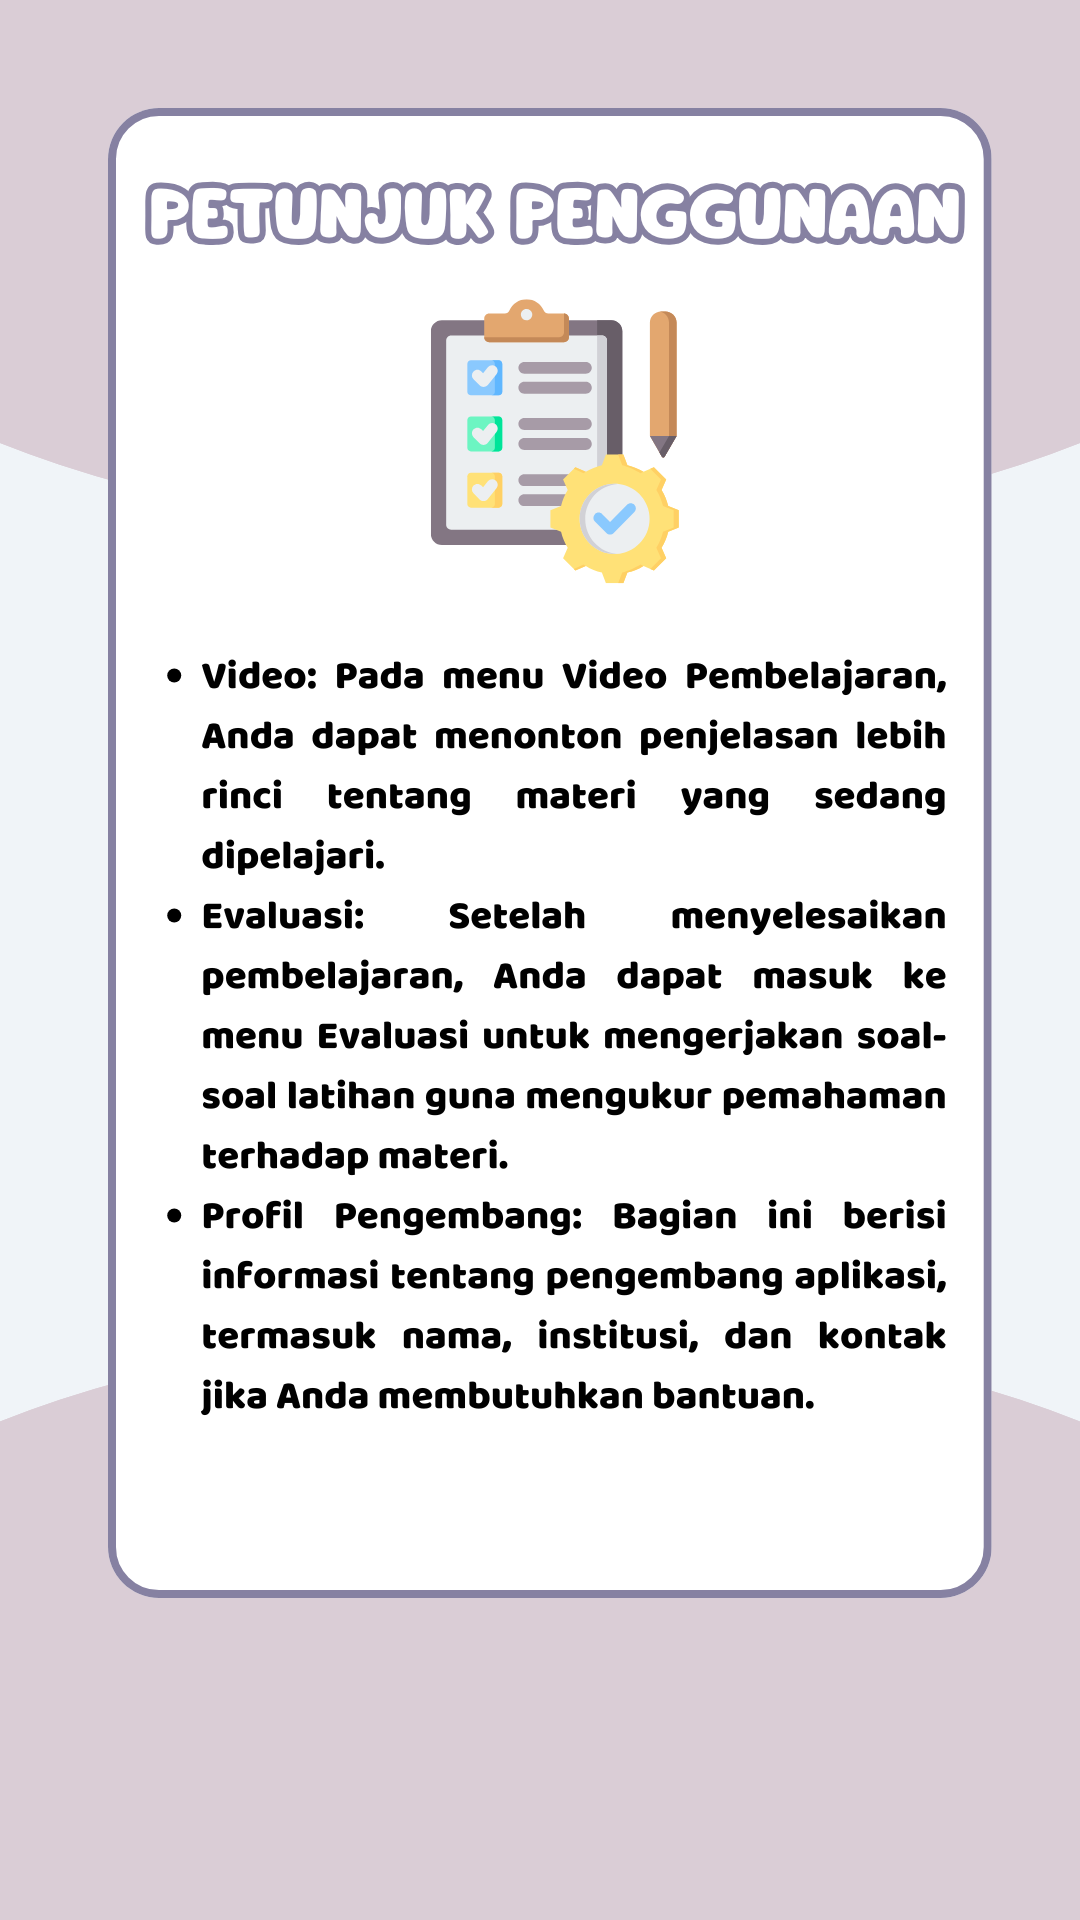 PETUNJUK PENGGUNAAN
• Video: Pada menu Video Pembelajaran,
Anda dapat menonton penjelasan lebih
rinci tentang materi yang sedang
dipelajari.
• Evaluasi: Setelah menyelesaikan
pembelajaran, Anda dapat masuk ke
menu Evaluasi untuk mengerjakan soal-
soal latihan guna mengukur pemahaman
terhadap materi.
• Profil Pengembang: Bagian ini berisi
informasi tentang pengembang aplikasi,
termasuk nama, institusi, dan kontak
jika Anda membutuhkan bantuan.